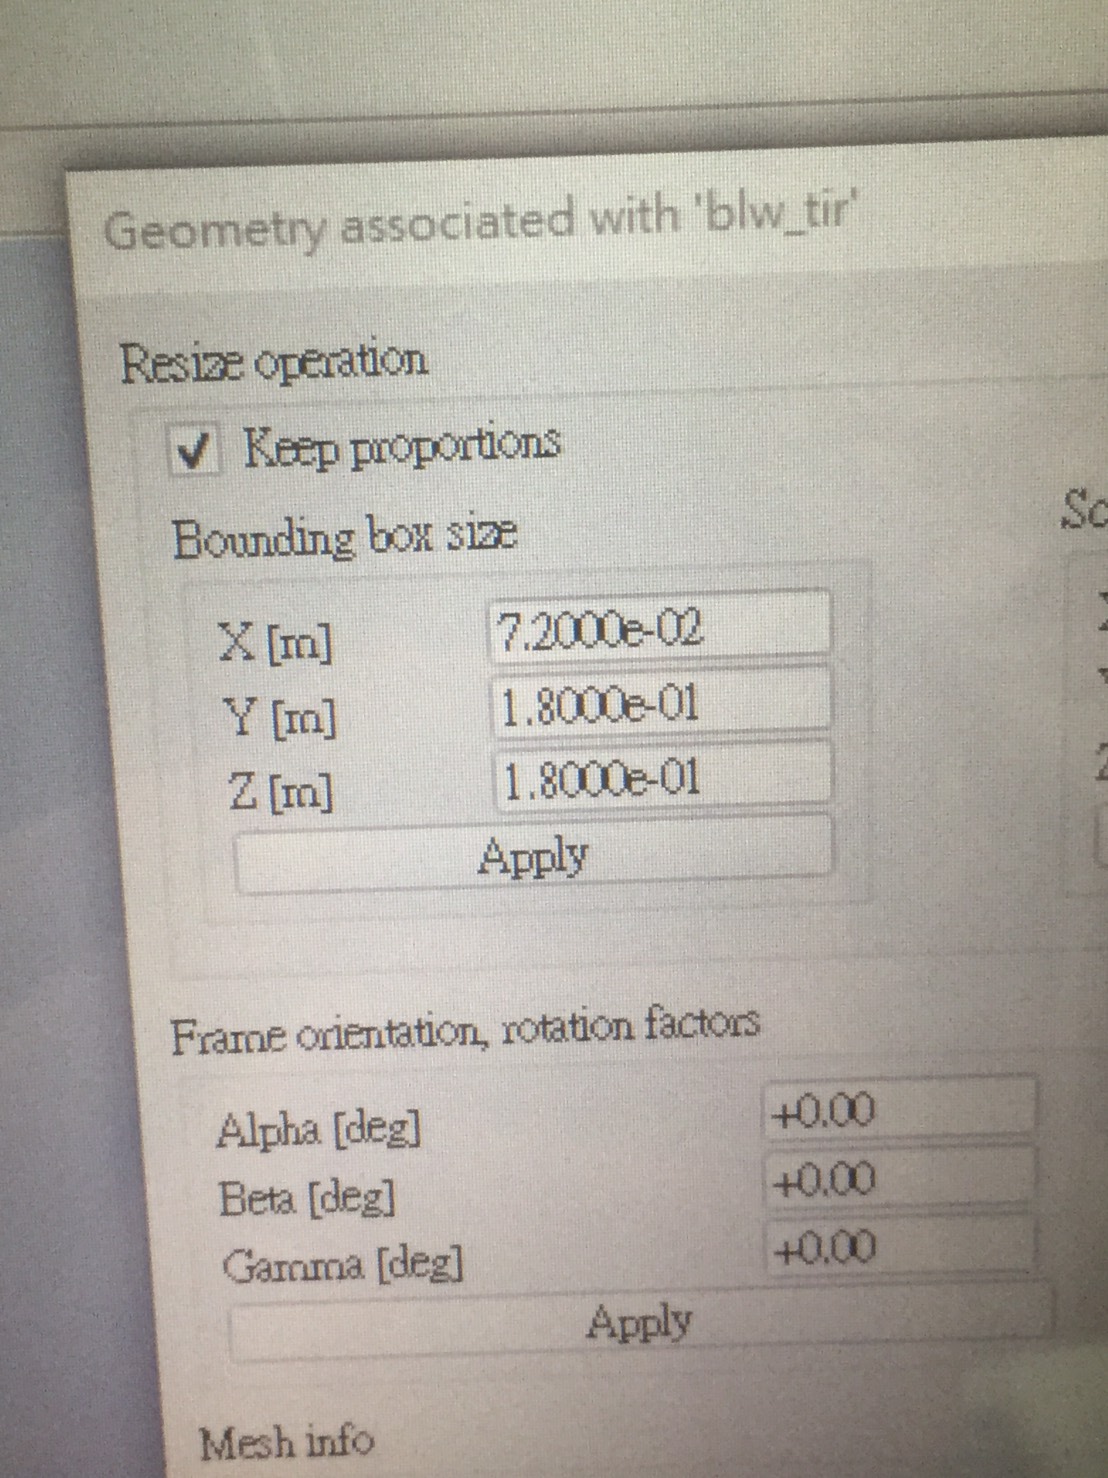 Geometry associated with 'blw_tir'
Resize operation
Keep proportions
Bounding box size
X [m] 7.2000e-02
Y [m] 1.8000e-01
Z [m] 1.8000e-01
Apply
Frame orientation, rotation factors
Alpha [deg] +0.00
Beta [deg] +0.00
Gamma [deg] +0.00
Apply
Mesh info